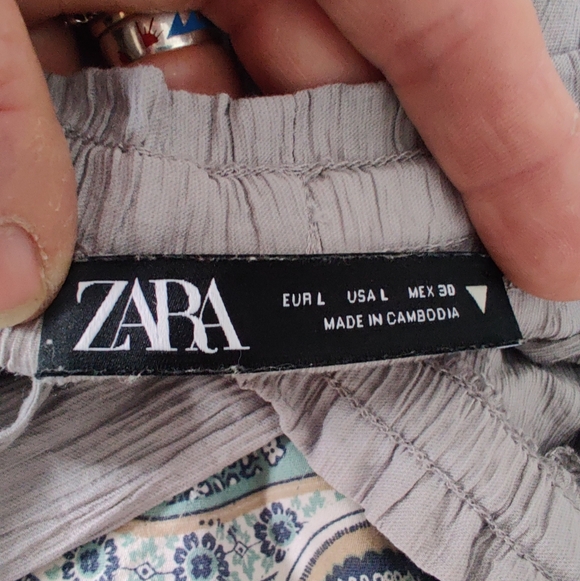 ZARA
EUR L USA L MEX 30
MADE IN CAMBODIA